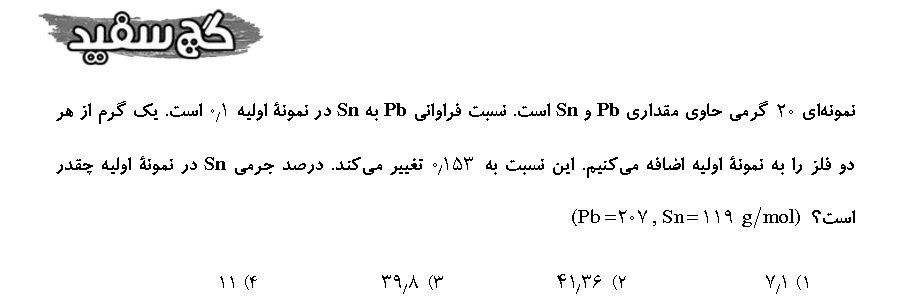 گچ سفید
نمونه‌ای ۲۰ گرمی حاوی مقداری Pb و Sn است. نسبت فراوانی Pb به Sn در نمونهٔ اولیه ۰٫۱ است. یک گرم از هر
دو فلز را به نمونهٔ اولیه اضافه می‌کنیم. این نسبت به ۰٫۱۵۳ تغییر می‌کند. درصد جرمی Sn در نمونهٔ اولیه چقدر
است؟ (Pb=۲۰۷ , Sn=۱۱۹ g/mol)
۱) ۷٫۱ ۲) ۴۱٫۳۶ ۳) ۳۹٫۸ ۴) ۱۱